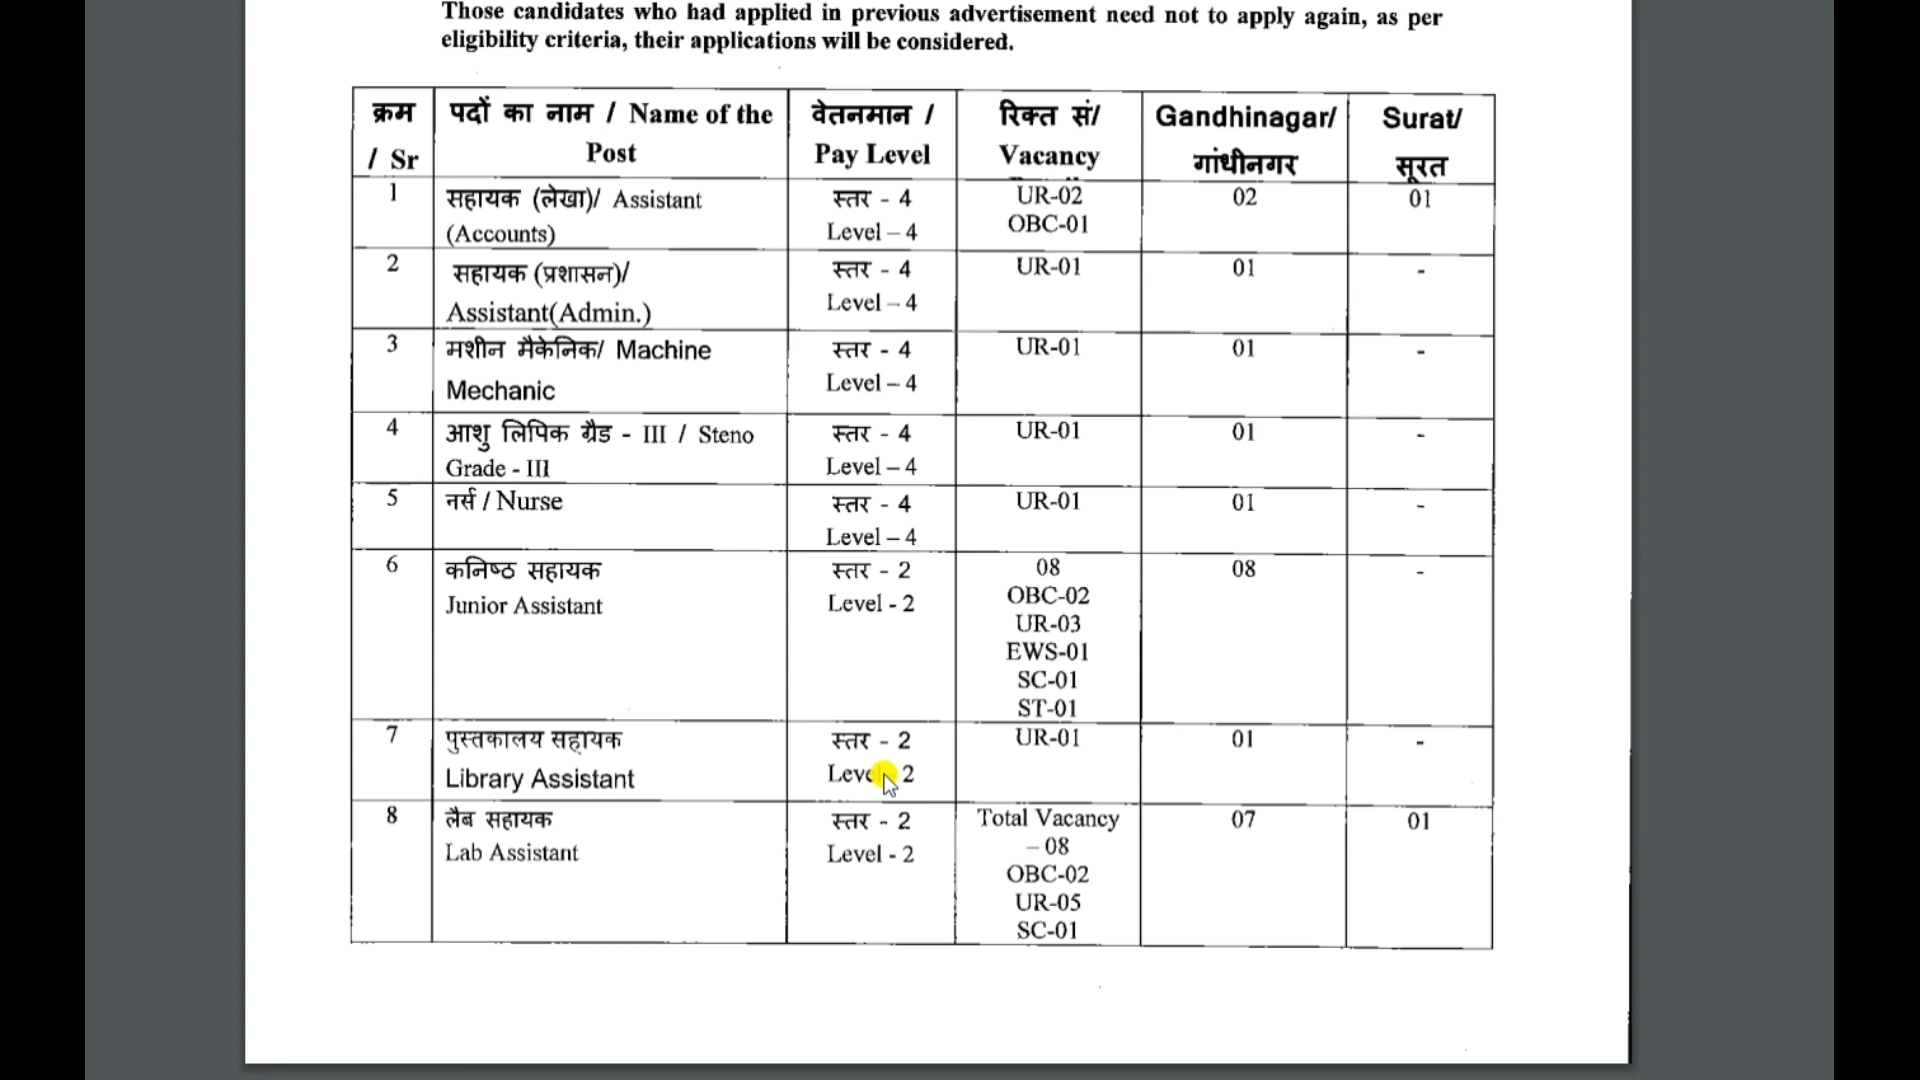 Those candidates who had applied in previous advertisement need not to apply again, as per
eligibility criteria, their applications will be considered.
क्रम / Sr
पदों का नाम / Name of the Post
वेतनमान / Pay Level
रिक्त सं/ Vacancy
Gandhinagar/ गांधीनगर
Surat/ सूरत
1
सहायक (लेखा)/ Assistant
(Accounts)
स्तर - 4
Level – 4
UR-02
OBC-01
02
01
2
सहायक (प्रशासन)/
Assistant(Admin.)
स्तर - 4
Level – 4
UR-01
01
-
3
मशीन मैकेनिक/ Machine
Mechanic
स्तर - 4
Level – 4
UR-01
01
-
4
आशु लिपिक ग्रैड - III / Steno
Grade - III
स्तर - 4
Level – 4
UR-01
01
-
5
नर्स / Nurse
स्तर - 4
Level – 4
UR-01
01
-
6
कनिष्ठ सहायक
Junior Assistant
स्तर - 2
Level - 2
08
OBC-02
UR-03
EWS-01
SC-01
ST-01
08
-
7
पुस्तकालय सहायक
Library Assistant
स्तर - 2
Level - 2
UR-01
01
-
8
लैब सहायक
Lab Assistant
स्तर - 2
Level - 2
Total Vacancy
– 08
OBC-02
UR-05
SC-01
07
01